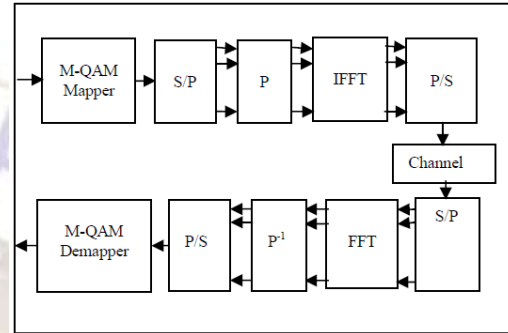 M-QAM
Mapper
S/P
P
IFFT
P/S
Channel
S/P
FFT
P⁻¹
P/S
M-QAM
Demapper